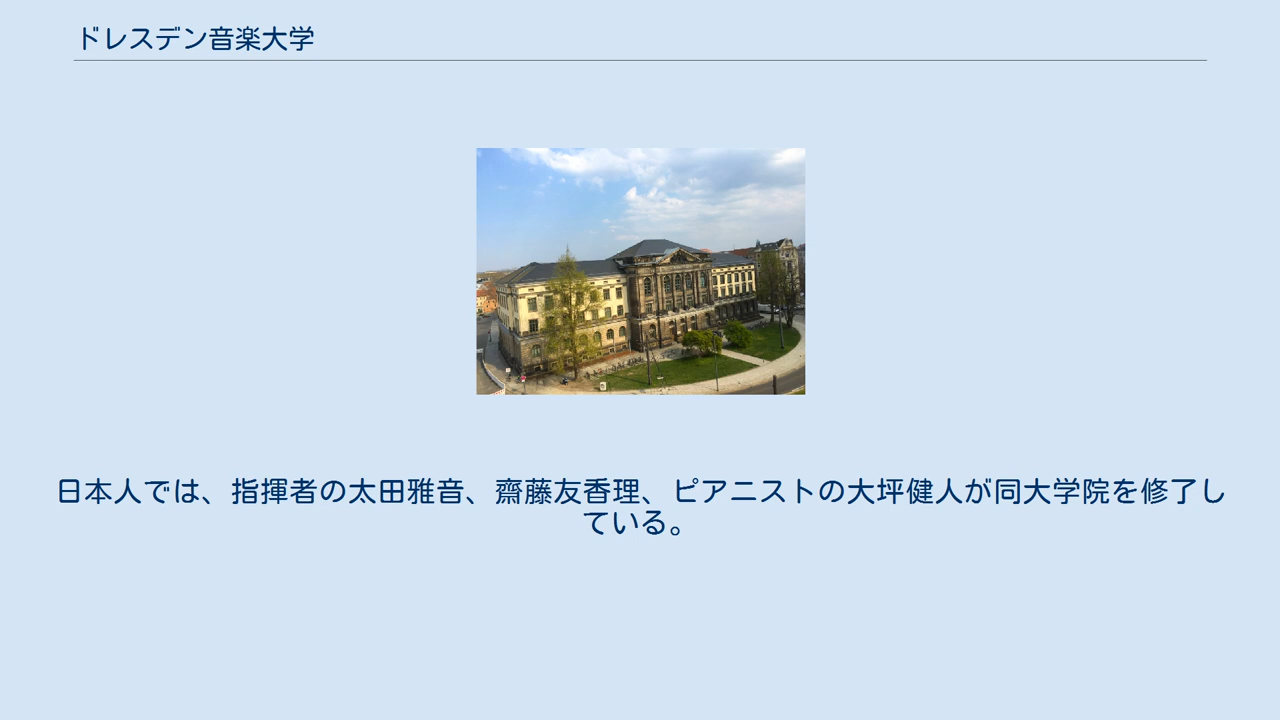 ドレスデン音楽大学
日本人では、指揮者の太田雅音、齋藤友香理、ピアニストの大坪健人が同大学院を修了し
ている。